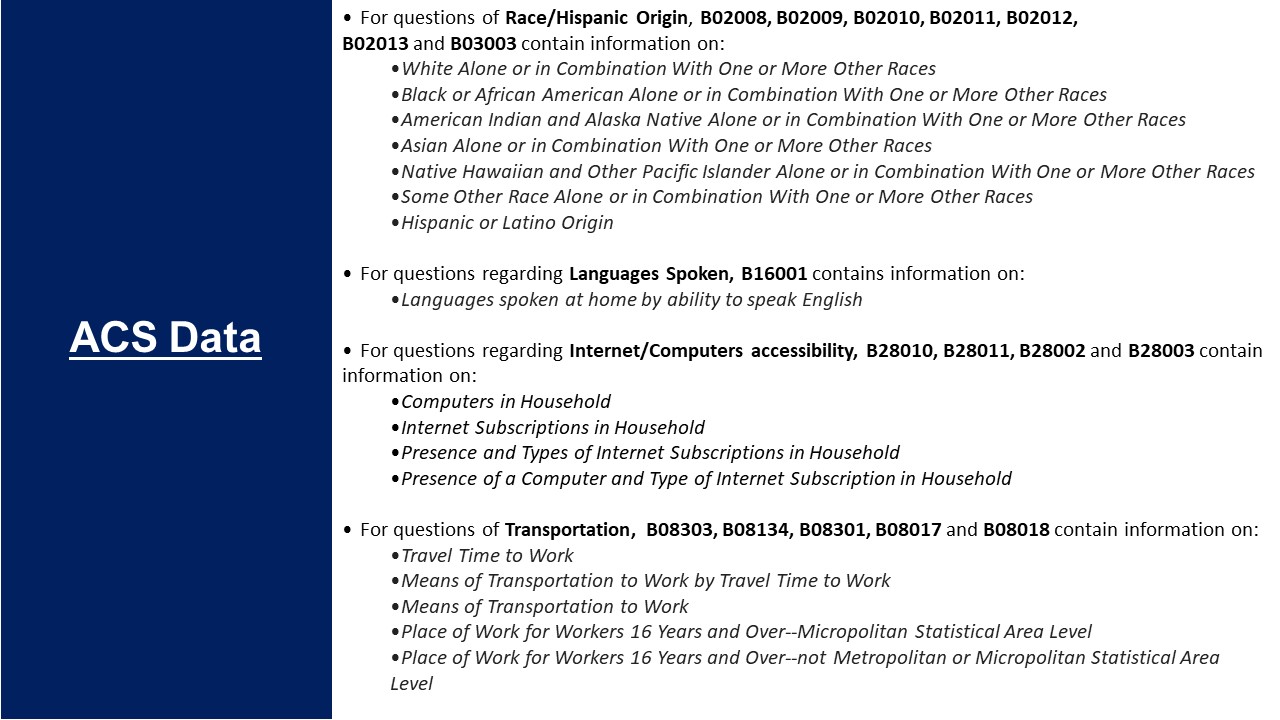 ACS Data
• For questions of Race/Hispanic Origin, B02008, B02009, B02010, B02011, B02012,
B02013 and B03003 contain information on:
•White Alone or in Combination With One or More Other Races
•Black or African American Alone or in Combination With One or More Other Races
•American Indian and Alaska Native Alone or in Combination With One or More Other Races
•Asian Alone or in Combination With One or More Other Races
•Native Hawaiian and Other Pacific Islander Alone or in Combination With One or More Other Races
•Some Other Race Alone or in Combination With One or More Other Races
•Hispanic or Latino Origin
• For questions regarding Languages Spoken, B16001 contains information on:
•Languages spoken at home by ability to speak English
• For questions regarding Internet/Computers accessibility, B28010, B28011, B28002 and B28003 contain
information on:
•Computers in Household
•Internet Subscriptions in Household
•Presence and Types of Internet Subscriptions in Household
•Presence of a Computer and Type of Internet Subscription in Household
• For questions of Transportation, B08303, B08134, B08301, B08017 and B08018 contain information on:
•Travel Time to Work
•Means of Transportation to Work by Travel Time to Work
•Means of Transportation to Work
•Place of Work for Workers 16 Years and Over--Micropolitan Statistical Area Level
•Place of Work for Workers 16 Years and Over--not Metropolitan or Micropolitan Statistical Area
Level